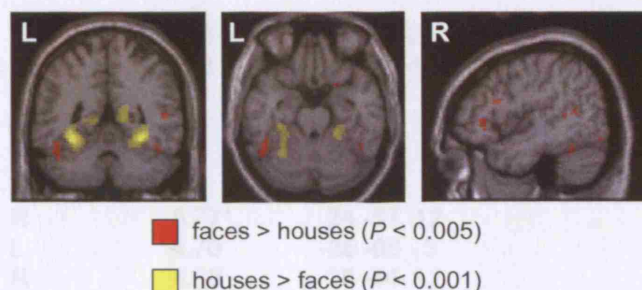 L L R
faces > houses (P < 0.005)
houses > faces (P < 0.001)